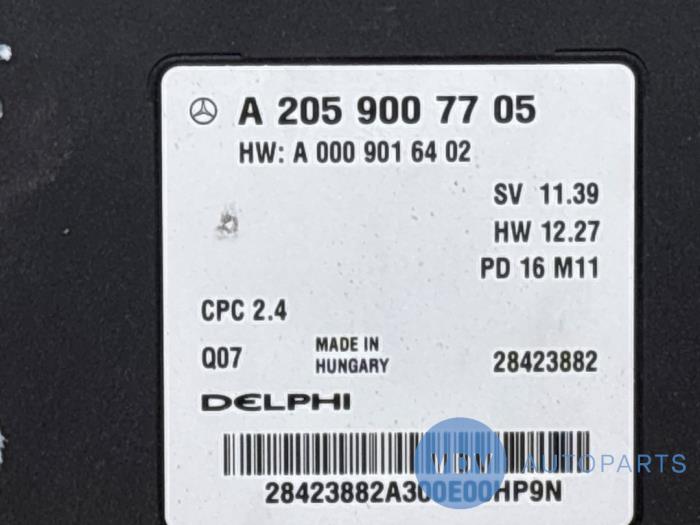 A 205 900 77 05
HW: A 000 901 64 02
SV 11.39
HW 12.27
PD 16 M11
CPC 2.4
Q07
MADE IN
HUNGARY
28423882
DELPHI
VDV AUTOPARTS
28423882A300E00HP9N